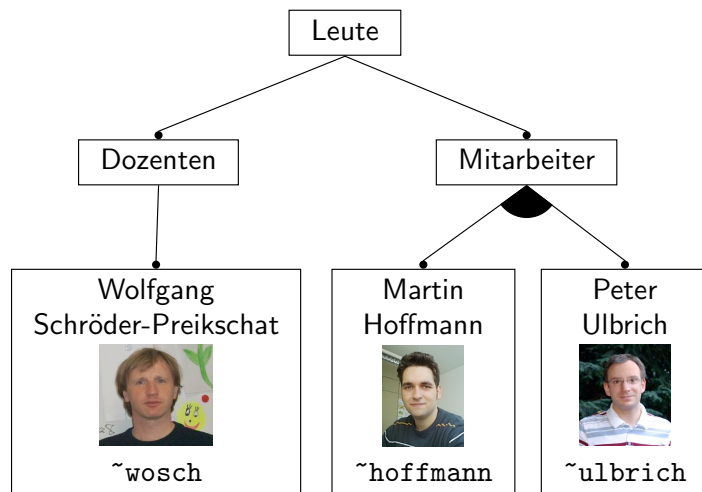 Leute
Dozenten
Mitarbeiter
Wolfgang
Schröder-Preikschat
~wosch
Martin
Hoffmann
~hoffmann
Peter
Ulbrich
~ulbrich